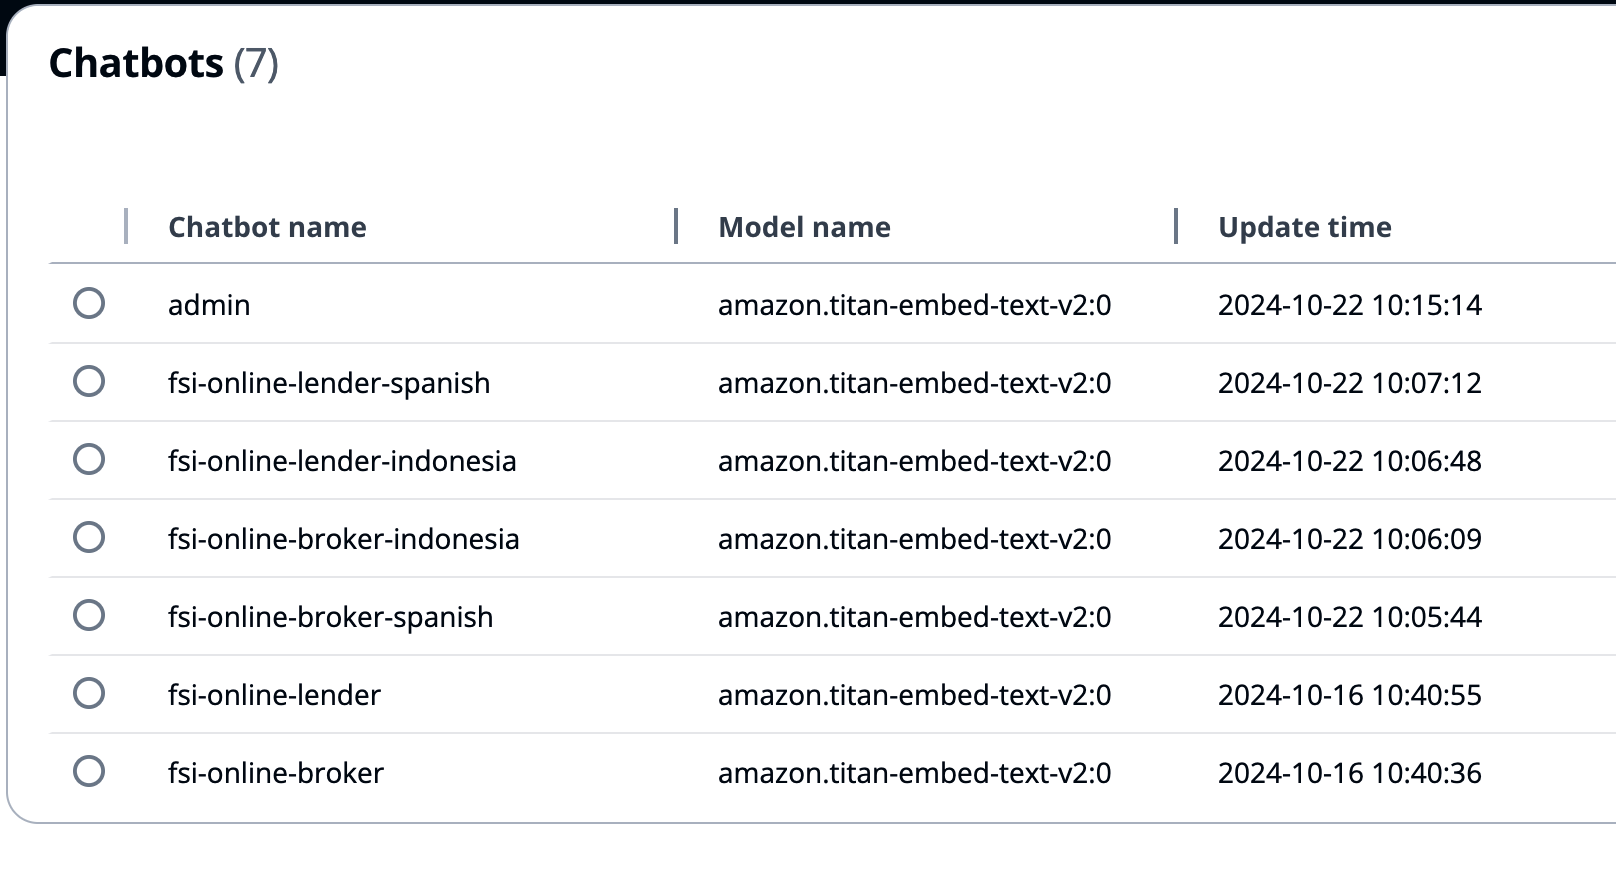 Chatbots (7)
Chatbot name Model name Update time
admin amazon.titan-embed-text-v2:0 2024-10-22 10:15:14
fsi-online-lender-spanish amazon.titan-embed-text-v2:0 2024-10-22 10:07:12
fsi-online-lender-indonesia amazon.titan-embed-text-v2:0 2024-10-22 10:06:48
fsi-online-broker-indonesia amazon.titan-embed-text-v2:0 2024-10-22 10:06:09
fsi-online-broker-spanish amazon.titan-embed-text-v2:0 2024-10-22 10:05:44
fsi-online-lender amazon.titan-embed-text-v2:0 2024-10-16 10:40:55
fsi-online-broker amazon.titan-embed-text-v2:0 2024-10-16 10:40:36